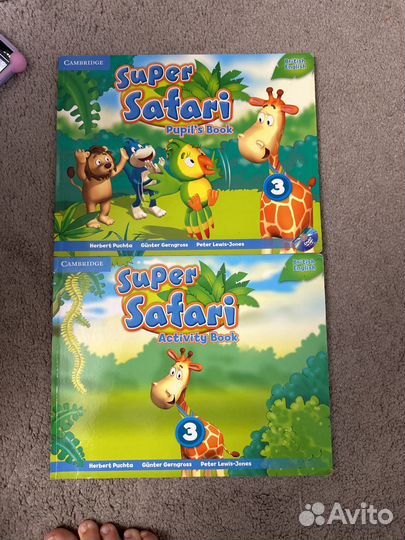 CAMBRIDGE
British
English
Super
Safari
Pupil's Book
3
Herbert Puchta Günter Gerngross Peter Lewis-Jones
CAMBRIDGE
British
English
Super
Safari
Activity Book
3
Herbert Puchta Günter Gerngross Peter Lewis-Jones
Avito